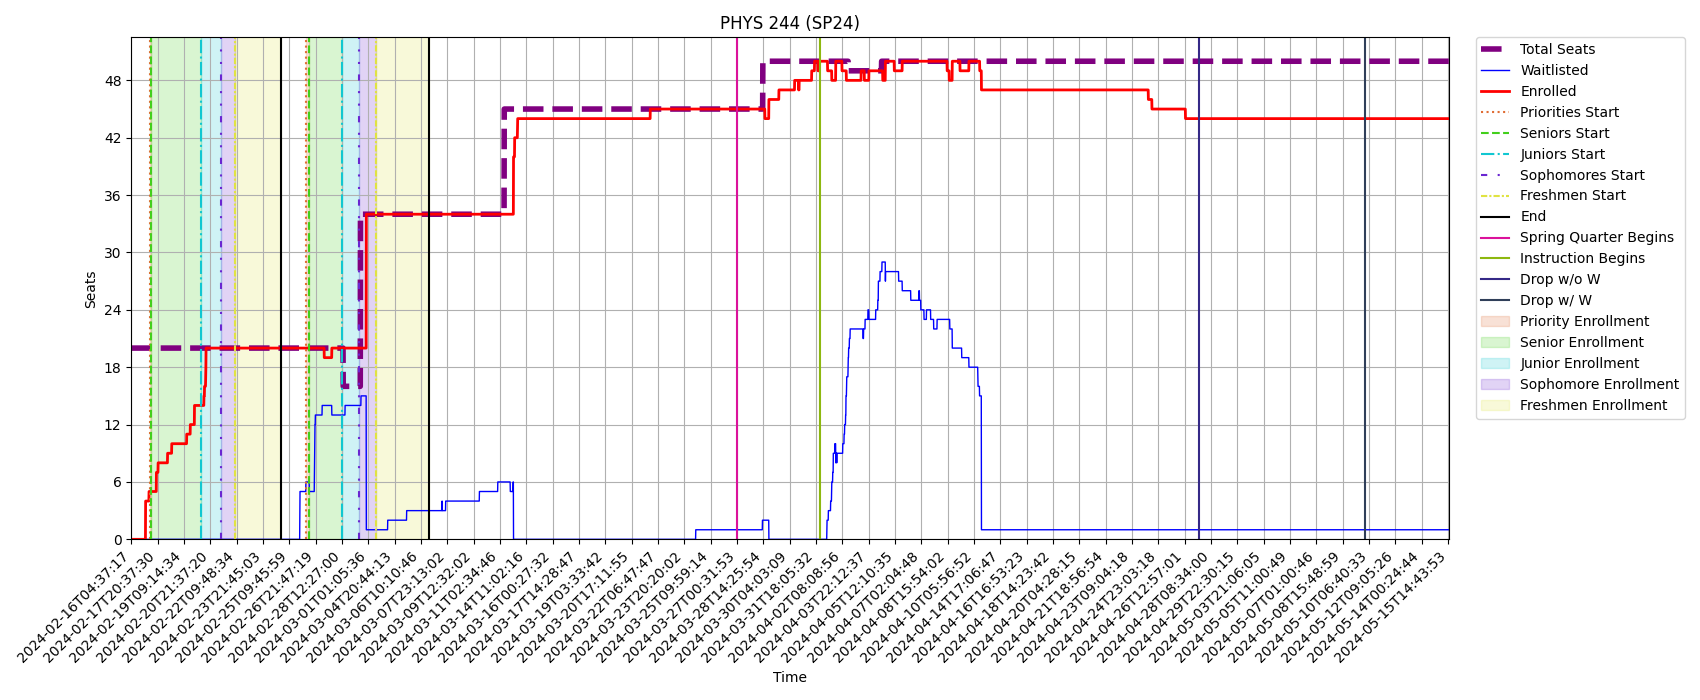 PHYS 244 (SP24)
Total Seats
Waitlisted
Enrolled
Priorities Start
Seniors Start
Juniors Start
Sophomores Start
Freshmen Start
End
Spring Quarter Begins
Instruction Begins
Drop w/o W
Drop w/ W
Priority Enrollment
Senior Enrollment
Junior Enrollment
Sophomore Enrollment
Freshmen Enrollment
Seats
48
42
36
30
24
18
12
6
0
2024-02-16T04:37:17
2024-02-17T20:37:30
2024-02-19T09:14:34
2024-02-20T21:37:20
2024-02-22T09:48:34
2024-02-23T21:45:03
2024-02-25T09:45:59
2024-02-26T21:47:19
2024-02-28T12:27:00
2024-03-01T01:05:36
2024-03-04T20:44:13
2024-03-06T10:10:46
2024-03-07T23:13:02
2024-03-09T12:32:02
2024-03-11T02:34:46
2024-03-14T11:02:16
2024-03-16T00:27:32
2024-03-17T14:28:47
2024-03-19T03:33:42
2024-03-20T17:11:55
2024-03-22T06:47:47
2024-03-23T20:20:02
2024-03-25T09:59:14
2024-03-27T00:31:53
2024-03-28T14:25:54
2024-03-30T04:03:09
2024-03-31T18:05:32
2024-04-02T08:08:56
2024-04-03T22:12:37
2024-04-05T12:10:35
2024-04-07T02:04:48
2024-04-08T15:54:02
2024-04-10T05:56:52
2024-04-14T17:06:47
2024-04-16T16:53:23
2024-04-18T14:23:42
2024-04-20T04:28:15
2024-04-21T18:56:54
2024-04-23T09:04:18
2024-04-24T23:03:18
2024-04-26T12:57:01
2024-04-28T08:34:00
2024-04-29T22:30:15
2024-05-03T21:06:05
2024-05-05T11:00:49
2024-05-07T01:00:46
2024-05-08T15:48:59
2024-05-10T06:40:33
2024-05-12T09:05:26
2024-05-14T00:24:44
2024-05-15T14:43:53
Time